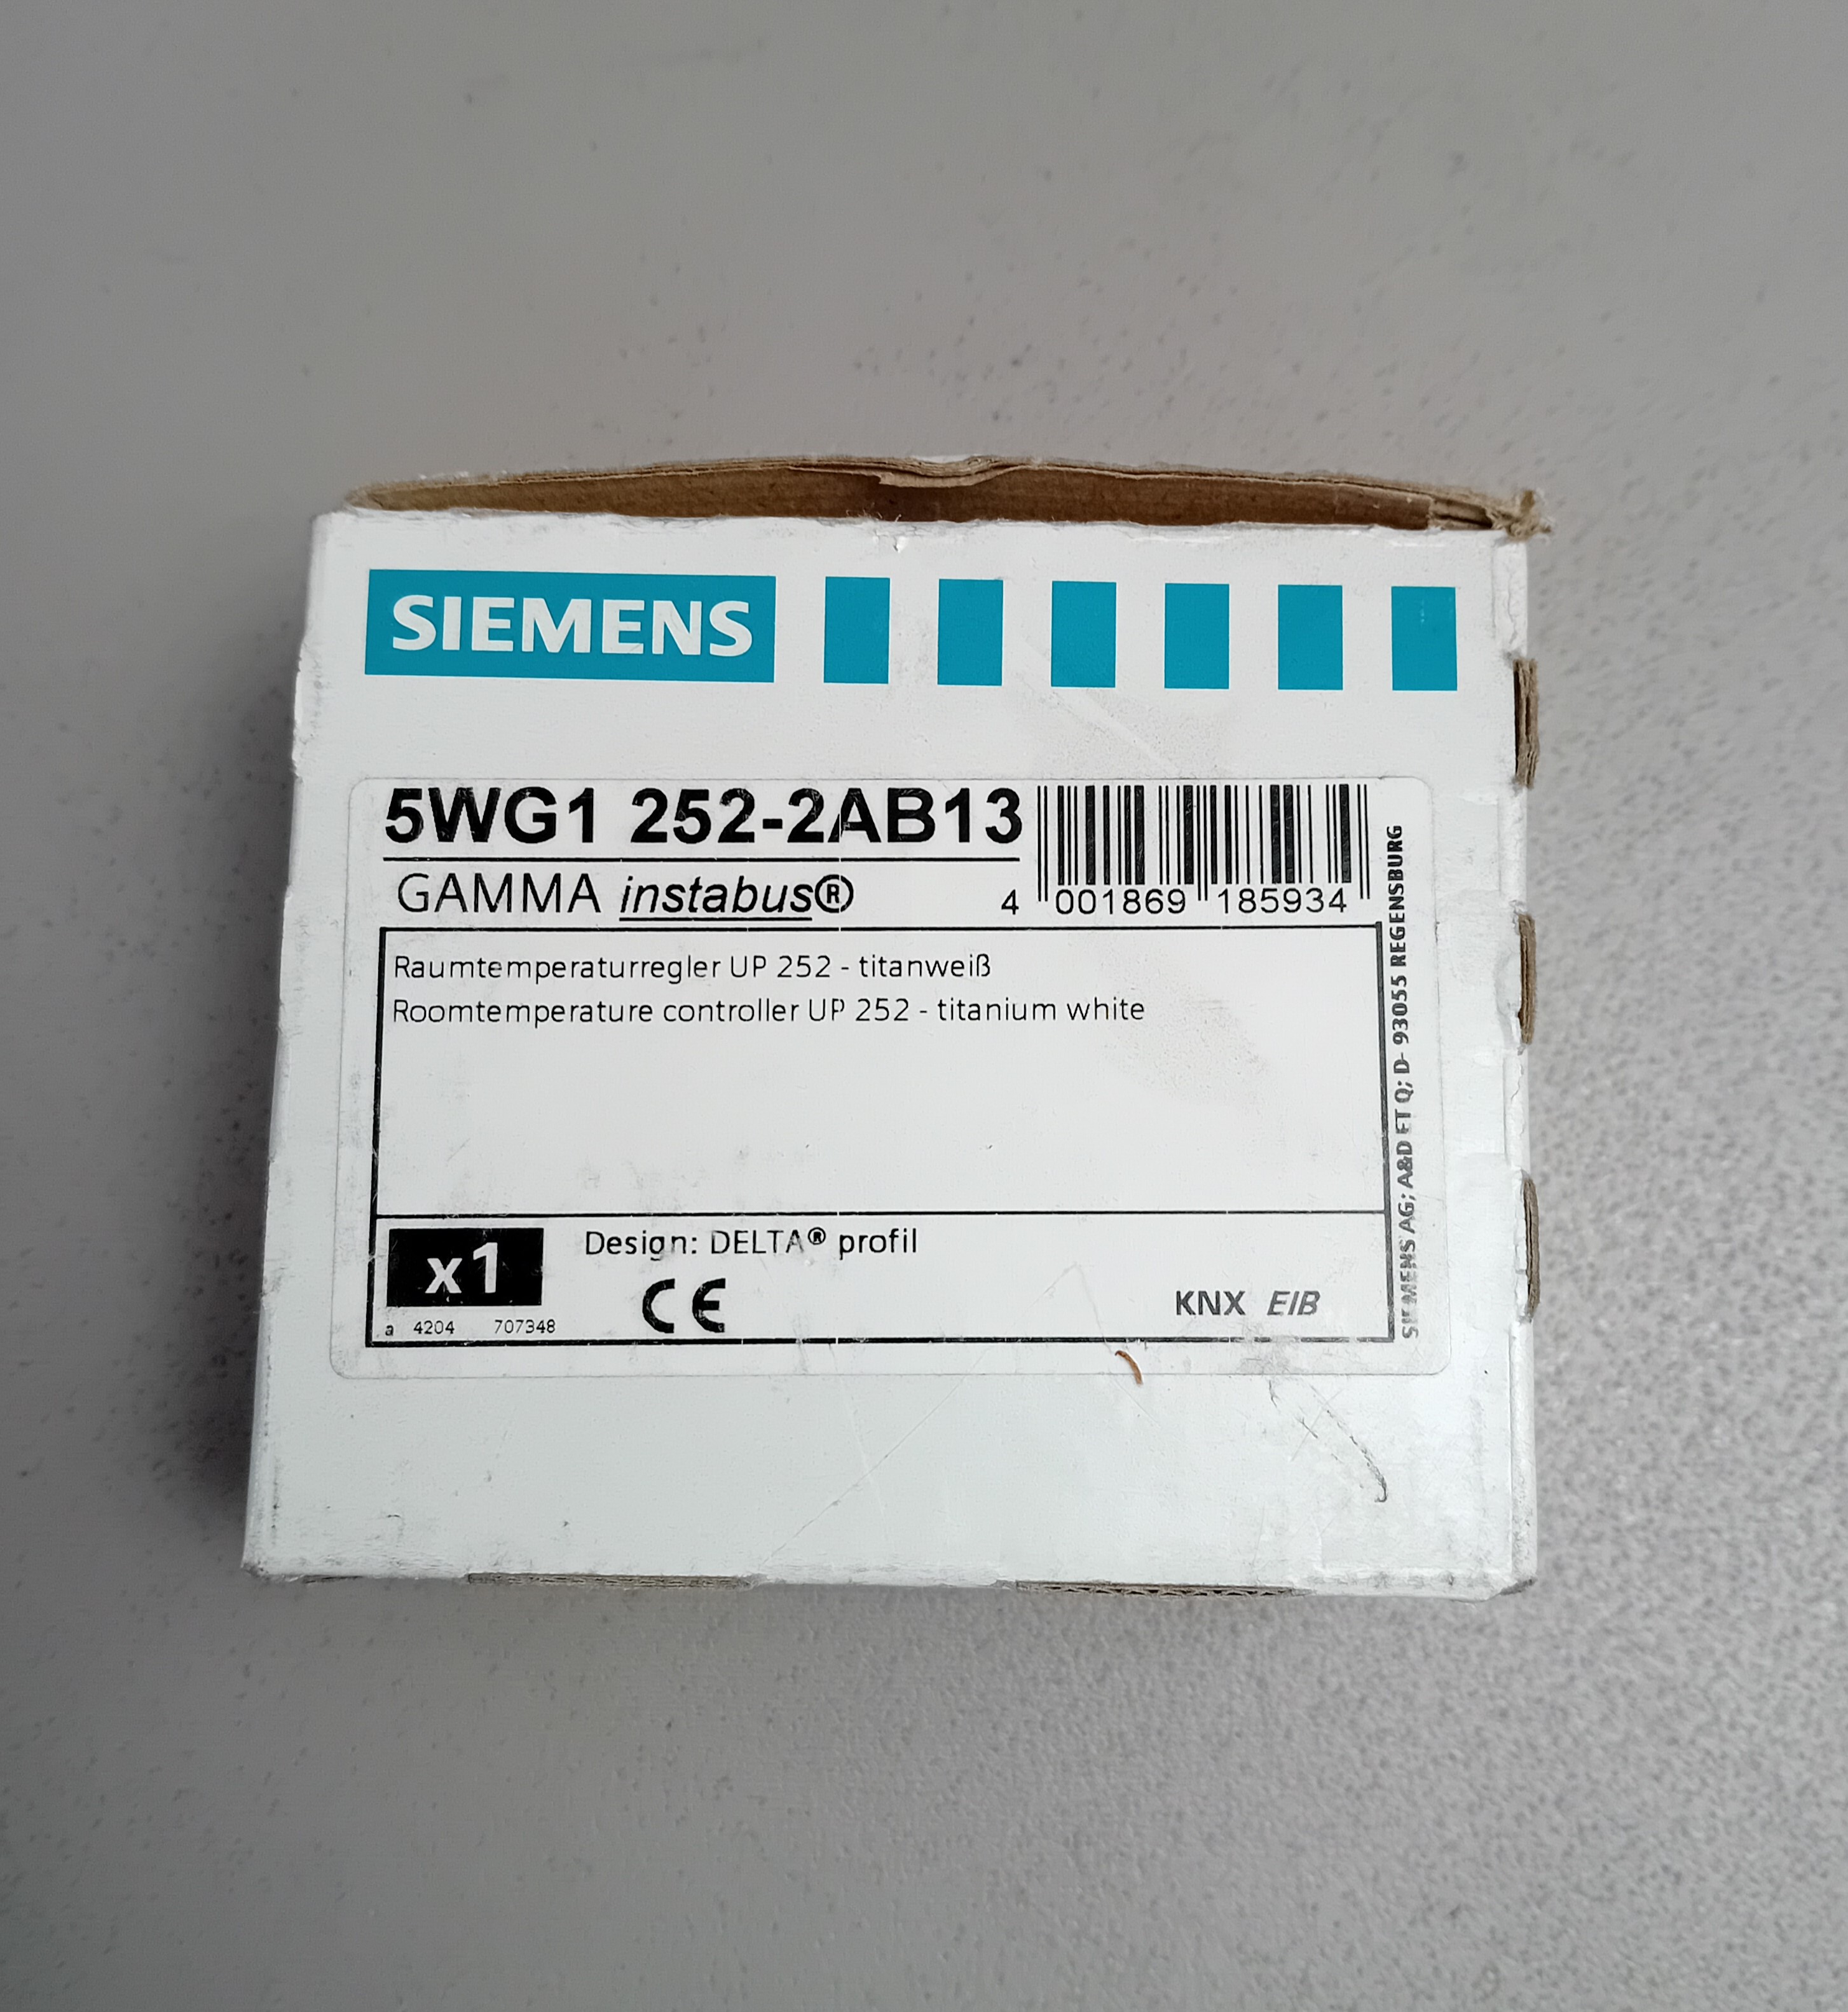 SIEMENS
5WG1 252-2AB13
GAMMA instabus®
4 001869 185934
Raumtemperaturregler UP 252 - titanweiß
Roomtemperature controller UP 252 - titanium white
x1
Design: DELTA® profil
CE
KNX EIB
a 4204 707348
SIEMENS AG; A&D ET Q; D- 93055 REGENSBURG